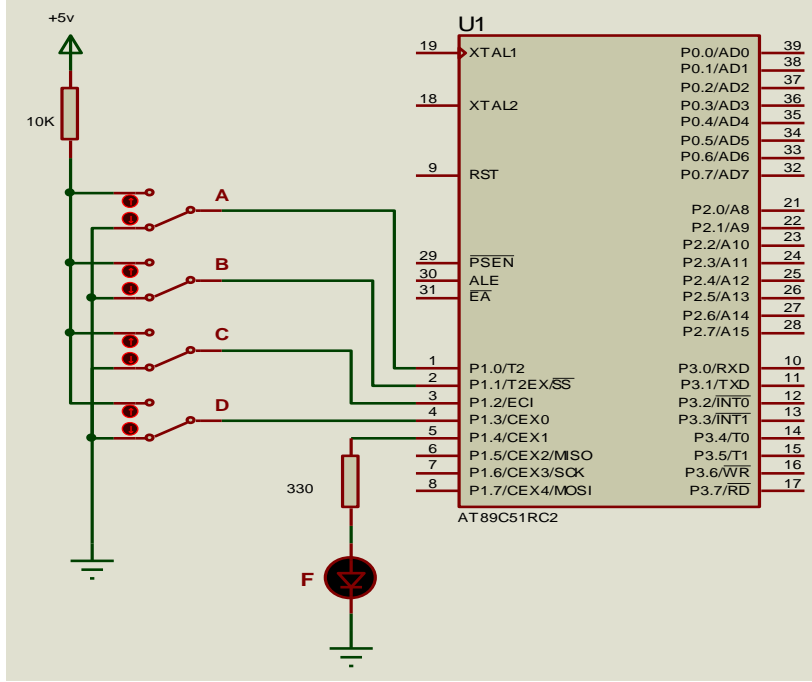 +5v
10K
A
B
C
D
330
F
U1
19 XTAL1
18 XTAL2
9 RST
29 PSEN
30 ALE
31 EA
1 P1.0/T2
2 P1.1/T2EX/SS
3 P1.2/ECI
4 P1.3/CEX0
5 P1.4/CEX1
6 P1.5/CEX2/MISO
7 P1.6/CEX3/SCK
8 P1.7/CEX4/MOSI
P0.0/AD0 39
P0.1/AD1 38
P0.2/AD2 37
P0.3/AD3 36
P0.4/AD4 35
P0.5/AD5 34
P0.6/AD6 33
P0.7/AD7 32
P2.0/A8 21
P2.1/A9 22
P2.2/A10 23
P2.3/A11 24
P2.4/A12 25
P2.5/A13 26
P2.6/A14 27
P2.7/A15 28
P3.0/RXD 10
P3.1/TXD 11
P3.2/INT0 12
P3.3/INT1 13
P3.4/T0 14
P3.5/T1 15
P3.6/WR 16
P3.7/RD 17
AT89C51RC2